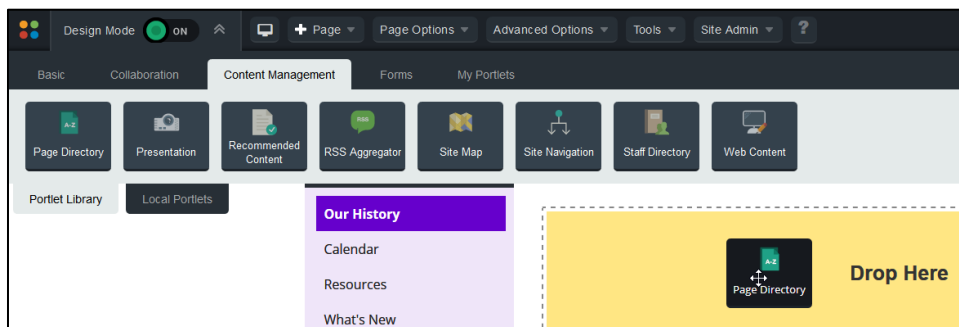 Design Mode ON + Page Page Options Advanced Options Tools Site Admin ?
Basic Collaboration Content Management Forms My Portlets
A-Z RSS
Page Directory Presentation Recommended Content RSS Aggregator Site Map Site Navigation Staff Directory Web Content
Portlet Library Local Portlets
Our History
Calendar
Resources
What's New
A-Z
Page Directory
Drop Here